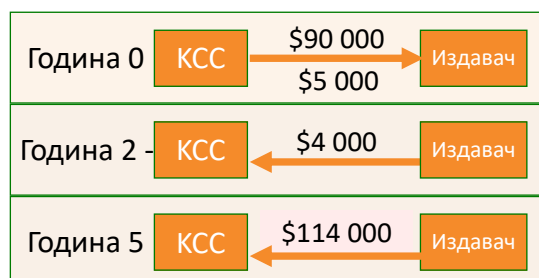 Година 0
КСС
$90 000
$5 000
Издавач
Година 2 -
КСС
$4 000
Издавач
Година 5
КСС
$114 000
Издавач